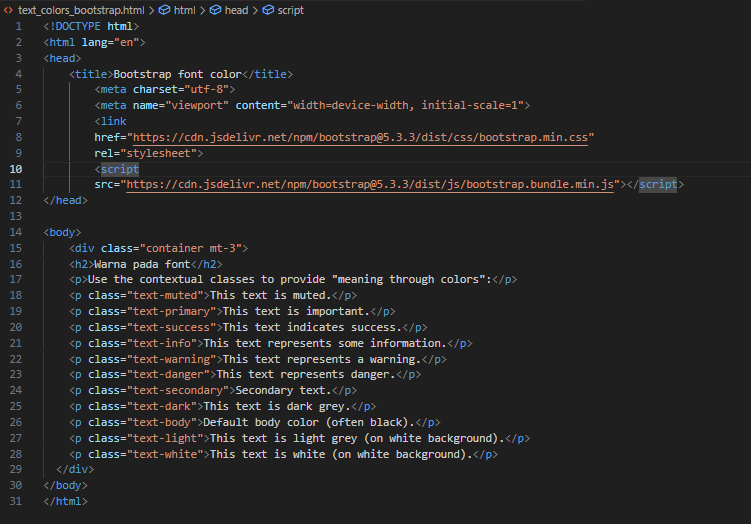 text_colors_bootstrap.html > html > head > script
1 <!DOCTYPE html>
2 <html lang="en">
3 <head>
4 <title>Bootstrap font color</title>
5 <meta charset="utf-8">
6 <meta name="viewport" content="width=device-width, initial-scale=1">
7 <link
8 href="https://cdn.jsdelivr.net/npm/bootstrap@5.3.3/dist/css/bootstrap.min.css"
9 rel="stylesheet">
10 <script
11 src="https://cdn.jsdelivr.net/npm/bootstrap@5.3.3/dist/js/bootstrap.bundle.min.js"></script>
12 </head>
13
14 <body>
15 <div class="container mt-3">
16 <h2>Warna pada font</h2>
17 <p>Use the contextual classes to provide "meaning through colors":</p>
18 <p class="text-muted">This text is muted.</p>
19 <p class="text-primary">This text is important.</p>
20 <p class="text-success">This text indicates success.</p>
21 <p class="text-info">This text represents some information.</p>
22 <p class="text-warning">This text represents a warning.</p>
23 <p class="text-danger">This text represents danger.</p>
24 <p class="text-secondary">Secondary text.</p>
25 <p class="text-dark">This text is dark grey.</p>
26 <p class="text-body">Default body color (often black).</p>
27 <p class="text-light">This text is light grey (on white background).</p>
28 <p class="text-white">This text is white (on white background).</p>
29 </div>
30 </body>
31 </html>